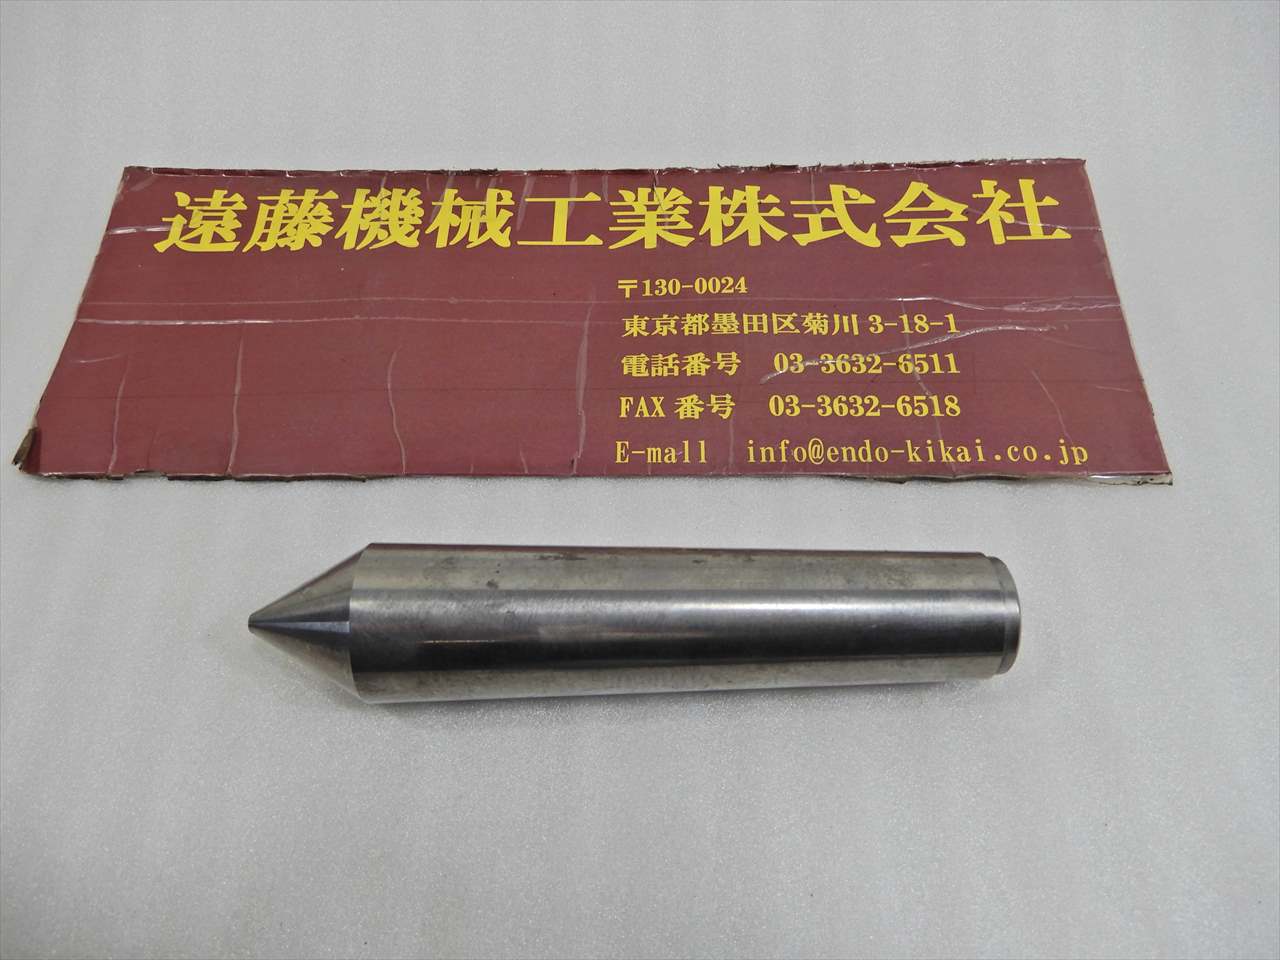 遠藤機械工業株式会社
〒130-0024
東京都墨田区菊川 3-18-1
電話番号 03-3632-6511
FAX 番号 03-3632-6518
E-mall info@endo-kikai.co.jp